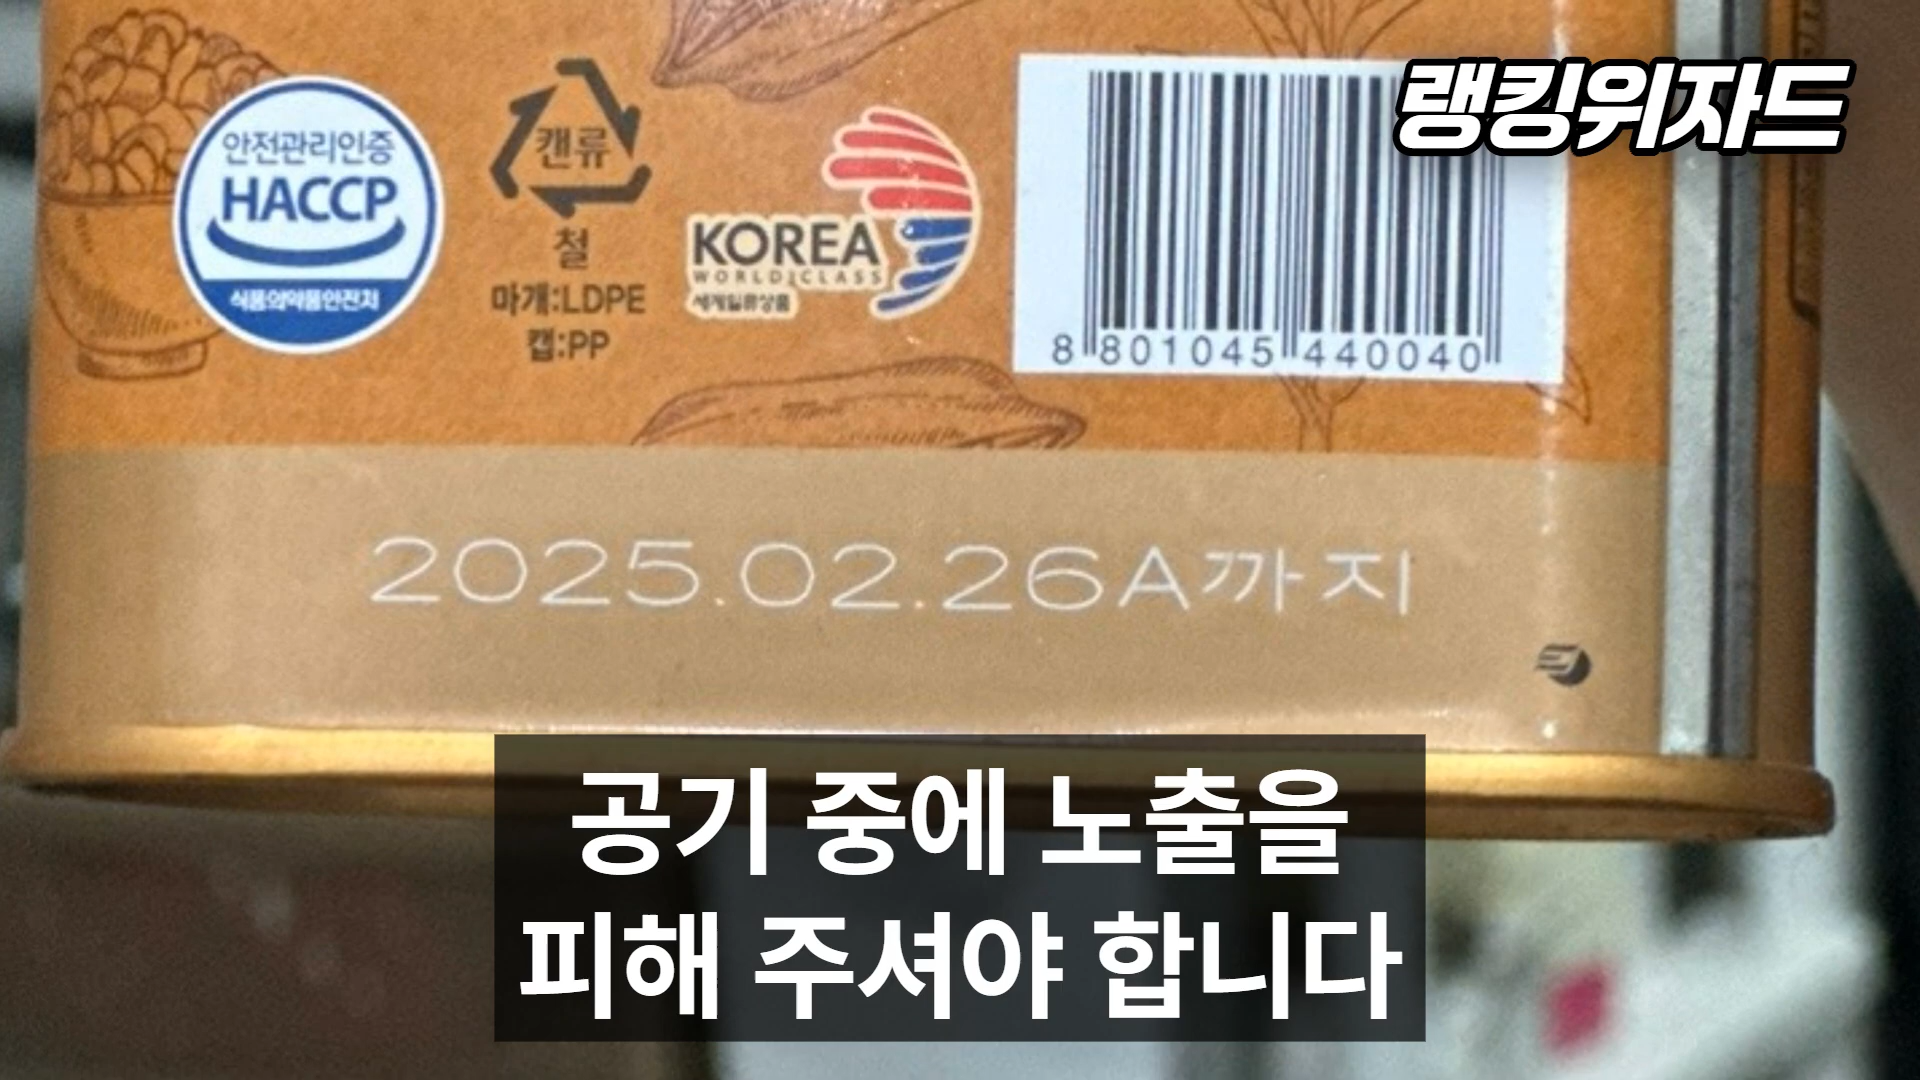 랭킹위자드
안전관리인증
HACCP
식품의약품안전처
캔류
철
마개:LDPE
캡:PP
KOREA
WORLD CLASS
세계일류상품
8 801045 440040
2025.02.26A까지
공기 중에 노출을
피해 주셔야 합니다